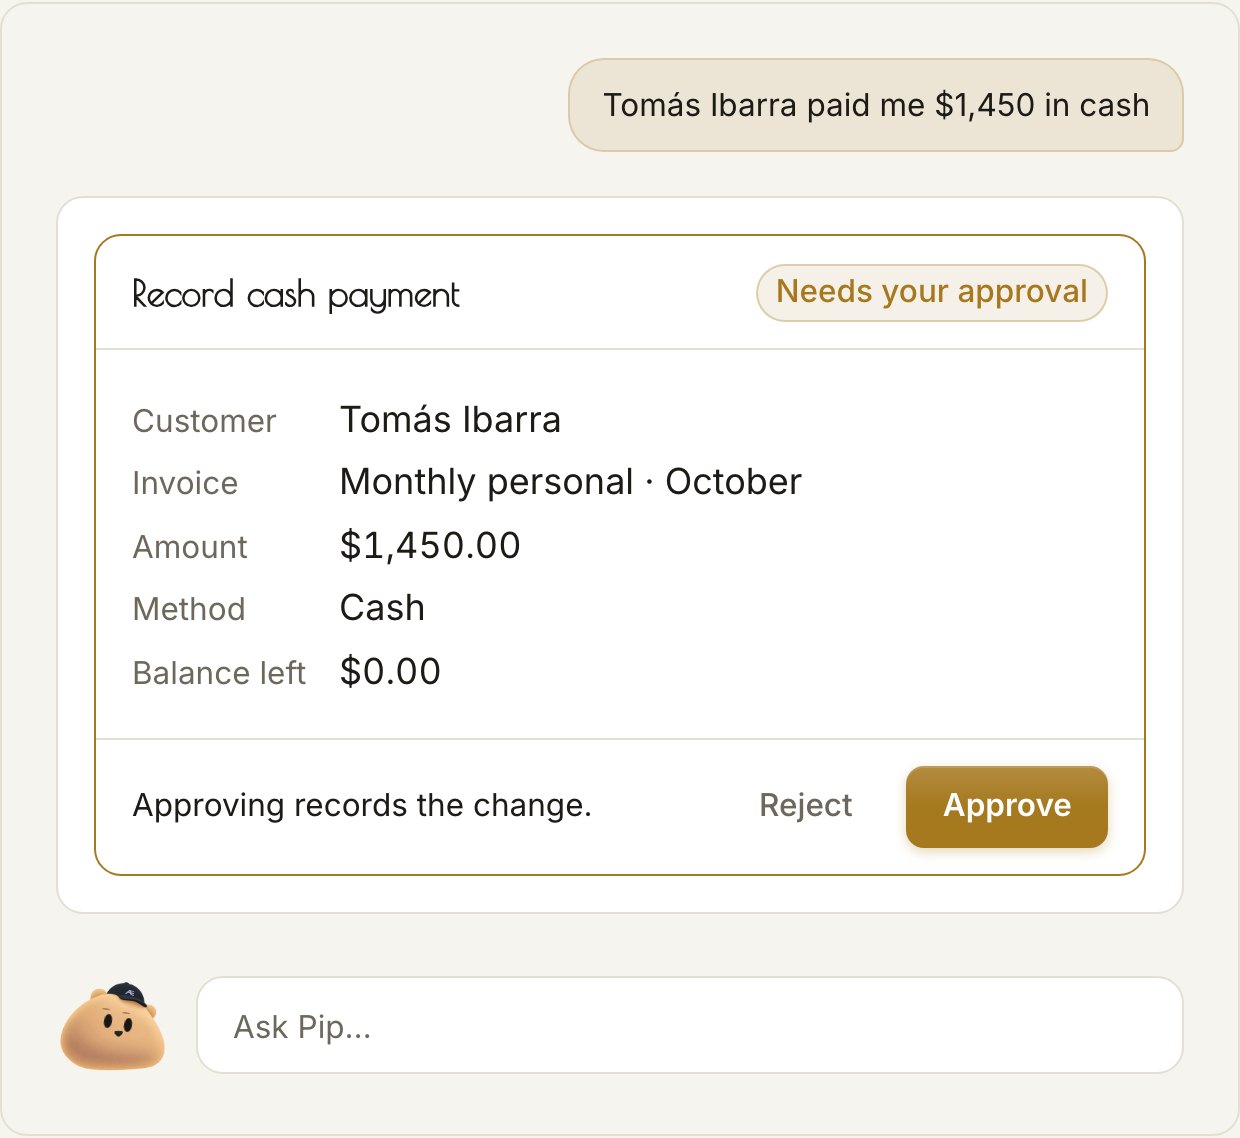 Tomás Ibarra paid me $1,450 in cash
Record cash payment
Needs your approval
Customer Tomás Ibarra
Invoice Monthly personal · October
Amount $1,450.00
Method Cash
Balance left $0.00
Approving records the change.
Reject
Approve
Ask Pip...